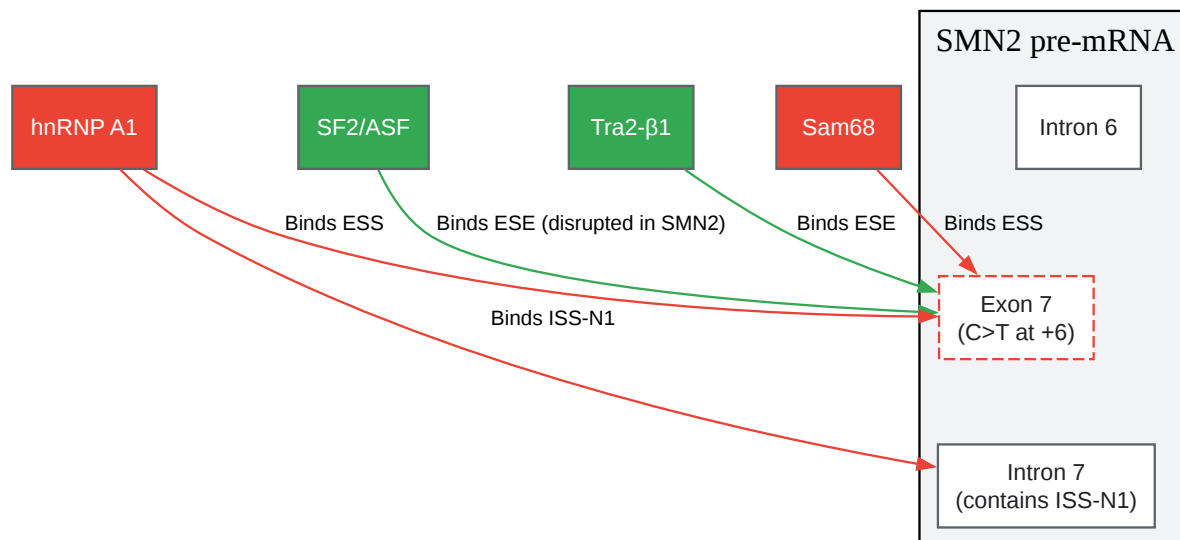 SMN2 pre-mRNA
hnRNP A1
SF2/ASF
Tra2-β1
Sam68
Intron 6
Binds ESS
Binds ESE (disrupted in SMN2)
Binds ESE
Binds ESS
Binds ISS-N1
Exon 7
(C>T at +6)
Intron 7
(contains ISS-N1)